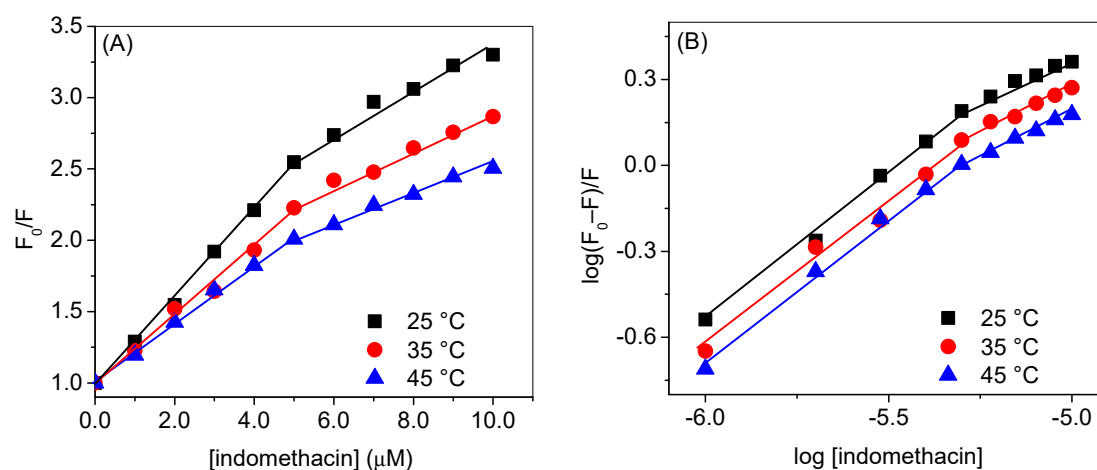 (A)
F₀/F
3.5
3.0
2.5
2.0
1.5
1.0
0.0 2.0 4.0 6.0 8.0 10.0
[indomethacin] (μM)
25 °C
35 °C
45 °C
(B)
log(F₀–F)/F
0.3
0.0
-0.3
-0.6
-6.0 -5.5 -5.0
log [indomethacin]
25 °C
35 °C
45 °C